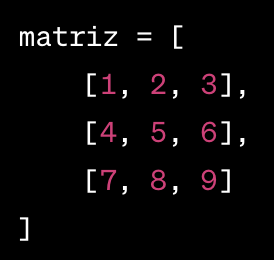 matriz = [
    [1, 2, 3],
    [4, 5, 6],
    [7, 8, 9]
]